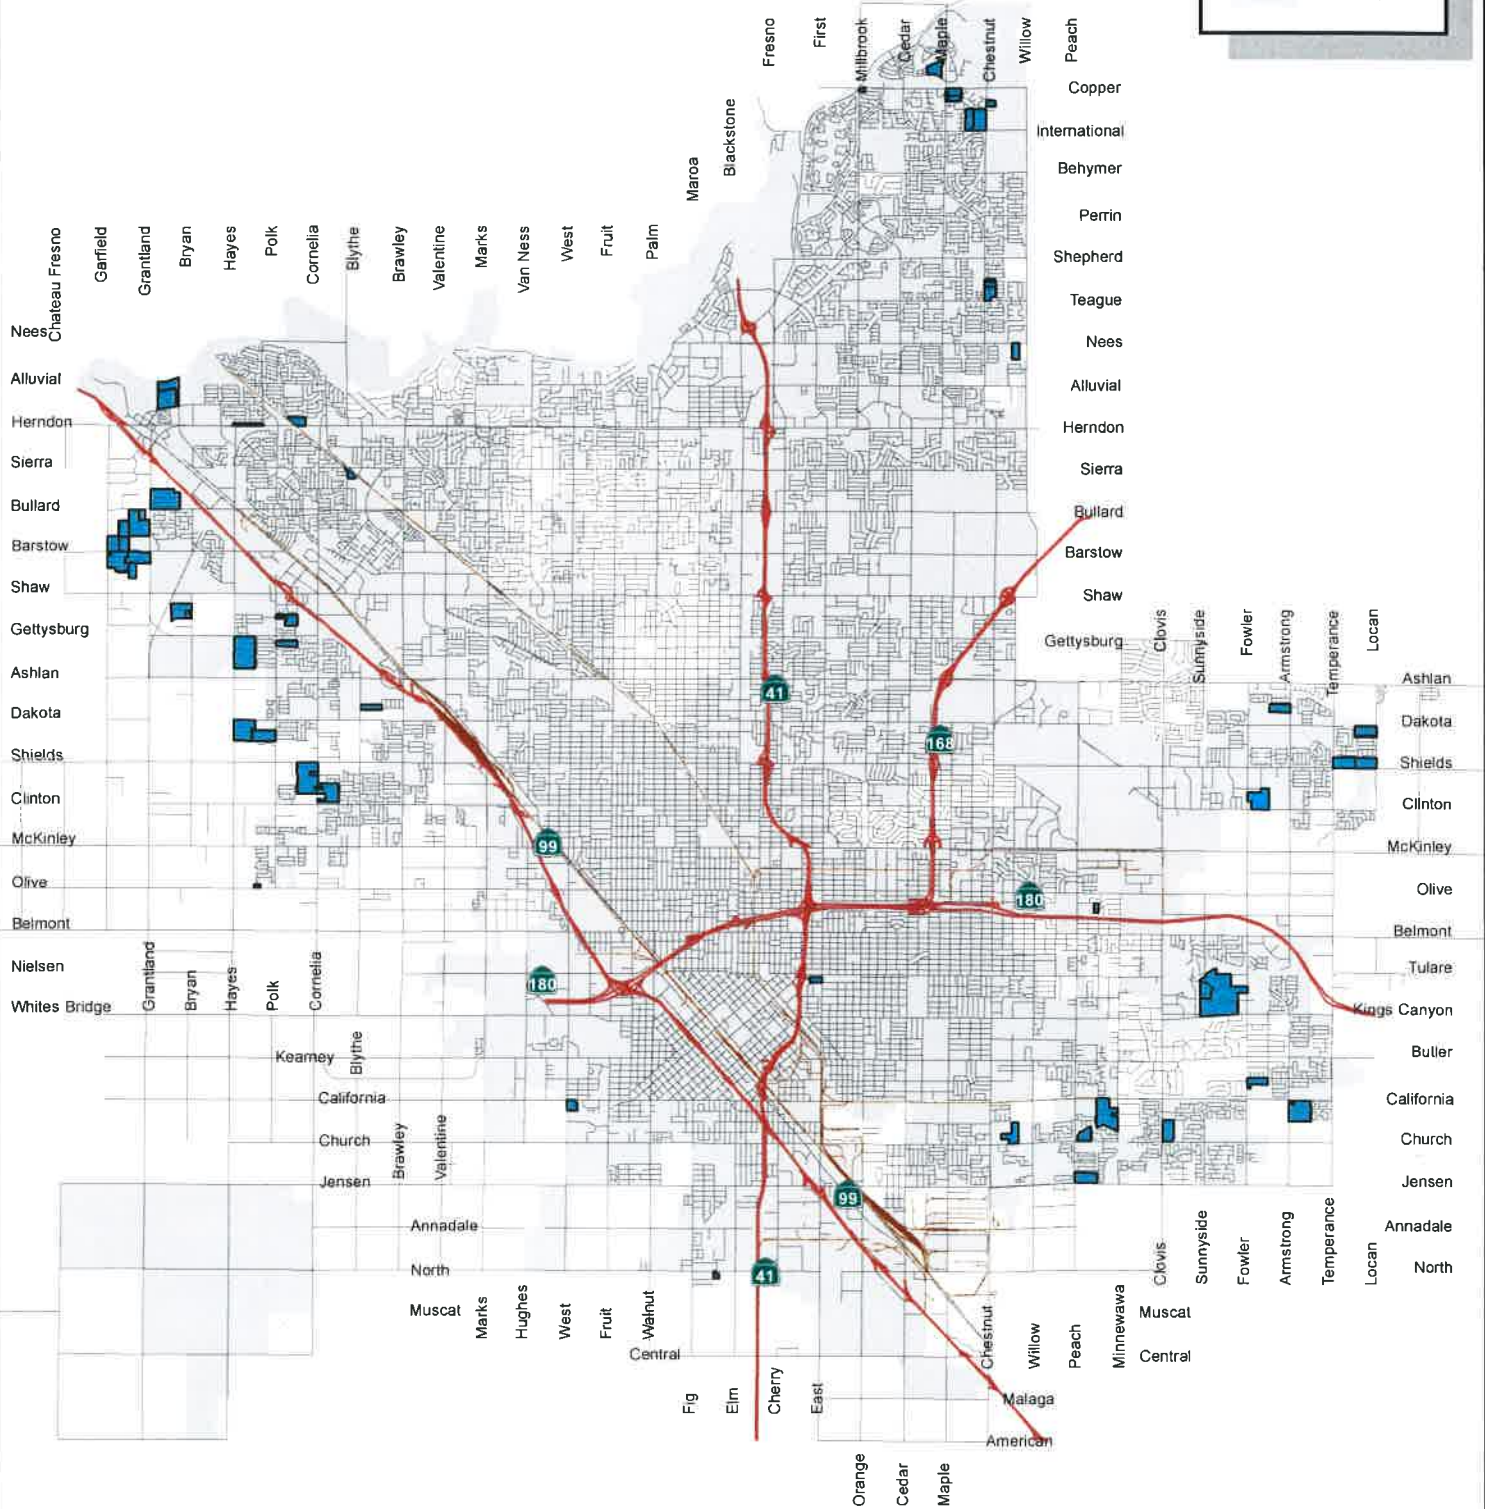 Fresno
First
Millbrook
Cedar
Maple
Chestnut
Willow
Peach
Copper
International
Behymer
Perrin
Shepherd
Teague
Nees
Alluvial
Herndon
Sierra
Bullard
Barstow
Shaw
Gettysburg
Blackstone
Maroa
Chateau Fresno
Garfield
Grantland
Bryan
Hayes
Polk
Cornelia
Blythe
Brawley
Valentine
Marks
Van Ness
West
Fruit
Palm
Nees
Alluvial
Herndon
Sierra
Bullard
Barstow
Shaw
Gettysburg
Ashlan
Dakota
Shields
Clinton
McKinley
Olive
Belmont
Nielsen
Whites Bridge
Clovis
Sunnyside
Fowler
Armstrong
Temperance
Locan
Ashlan
Dakota
Shields
Clinton
McKinley
Olive
Belmont
Tulare
Kings Canyon
Butler
California
Church
Jensen
Annadale
North
41
168
99
180
180
99
41
Grantland
Bryan
Hayes
Polk
Cornelia
Kearney
Blythe
California
Church
Brawley
Valentine
Jensen
Annadale
North
Muscat
Marks
Hughes
West
Fruit
Walnut
Central
Fig
Elm
Cherry
East
Orange
Cedar
Maple
Chestnut
Willow
Peach
Minnewawa
Clovis
Sunnyside
Fowler
Armstrong
Temperance
Locan
Muscat
Central
Malaga
American